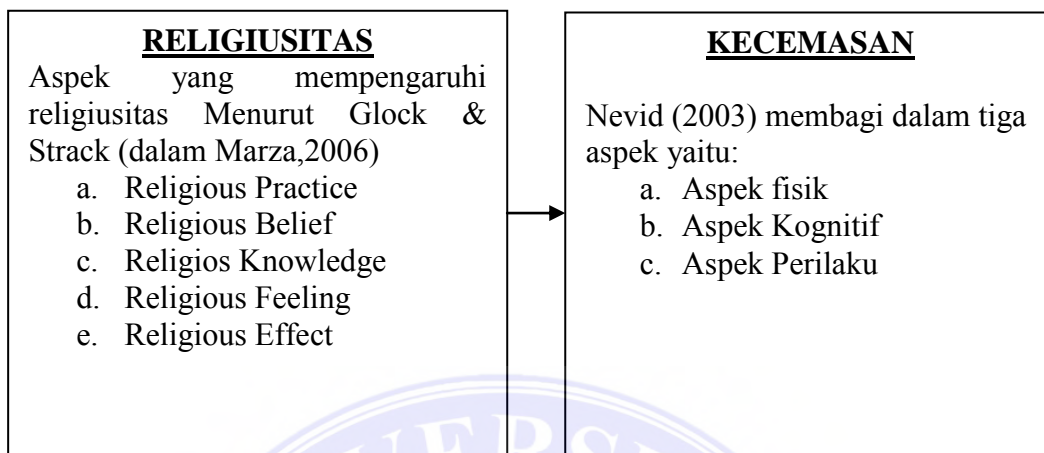 RELIGIUSITAS
Aspek yang mempengaruhi
religiusitas Menurut Glock &
Strack (dalam Marza,2006)
a. Religious Practice
b. Religious Belief
c. Religios Knowledge
d. Religious Feeling
e. Religious Effect
KECEMASAN
Nevid (2003) membagi dalam tiga
aspek yaitu:
a. Aspek fisik
b. Aspek Kognitif
c. Aspek Perilaku